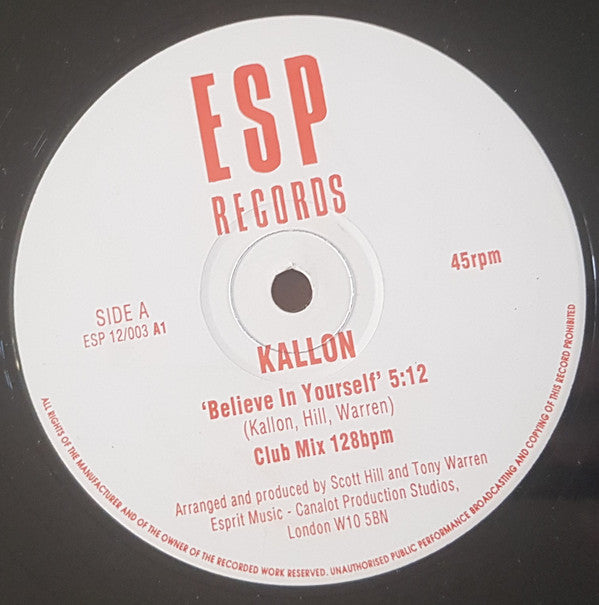 ESP
RECORDS
45rpm
SIDE A
ESP 12/003 A1
KALLON
'Believe In Yourself' 5:12
(Kallon, Hill, Warren)
Club Mix 128bpm
Arranged and produced by Scott Hill and Tony Warren
Esprit Music - Canalot Production Studios,
London W10 5BN
ALL RIGHTS OF THE MANUFACTURER AND OF THE OWNER OF THE RECORDED WORK RESERVED. UNAUTHORISED PUBLIC PERFORMANCE BROADCASTING AND COPYING OF THIS RECORD PROHIBITED